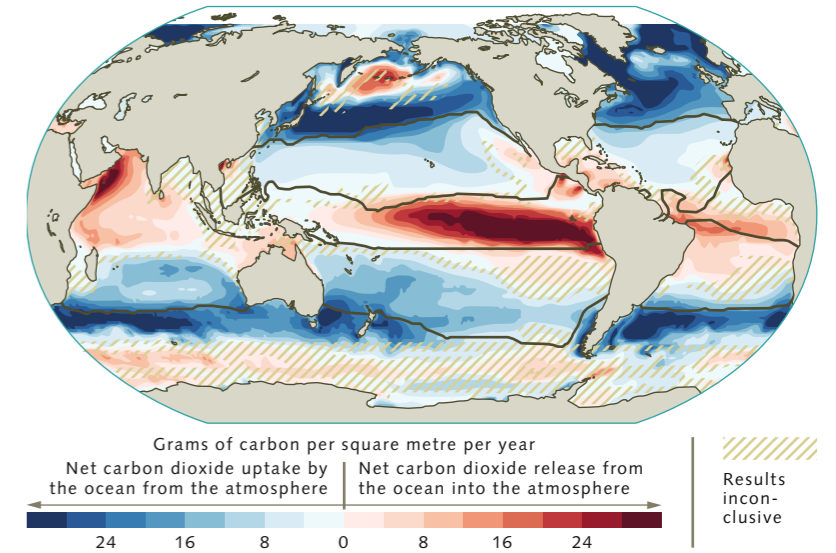 Grams of carbon per square metre per year
Net carbon dioxide uptake by
the ocean from the atmosphere
Net carbon dioxide release from
the ocean into the atmosphere
24 16 8 0 8 16 24
Results
incon-
clusive